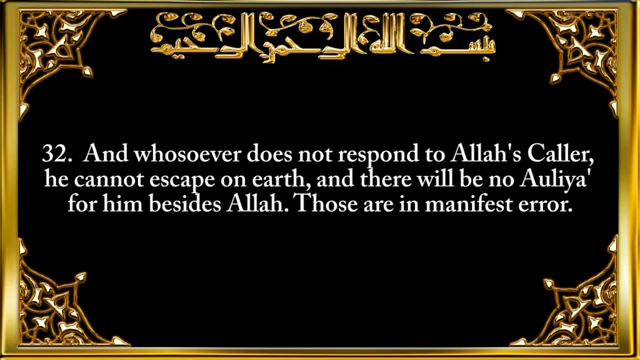 بسم الله الرحمن الرحيم
32. And whosoever does not respond to Allah's Caller,
he cannot escape on earth, and there will be no Auliya'
for him besides Allah. Those are in manifest error.